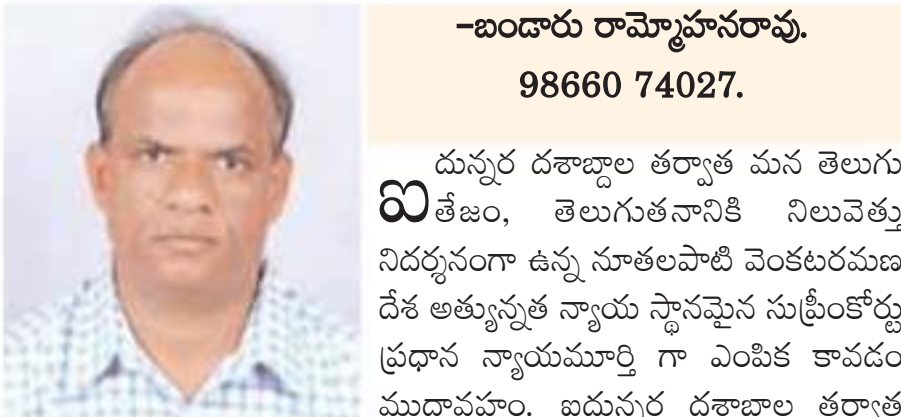 -బండారు రామ్మోహనరావు.
98660 74027.
ఐదున్నర దశాబ్దాల తర్వాత మన తెలుగు
తేజం, తెలుగుతనానికి నిలువెత్తు
నిదర్శనంగా ఉన్న నూతలపాటి వెంకటరమణ
దేశ అత్యున్నత న్యాయ స్థానమైన సుప్రీంకోర్టు
ప్రధాన న్యాయమూర్తి గా ఎంపిక కావడం
ముదావహం. ఐదున్నర దశాబ్దాల తర్వాత